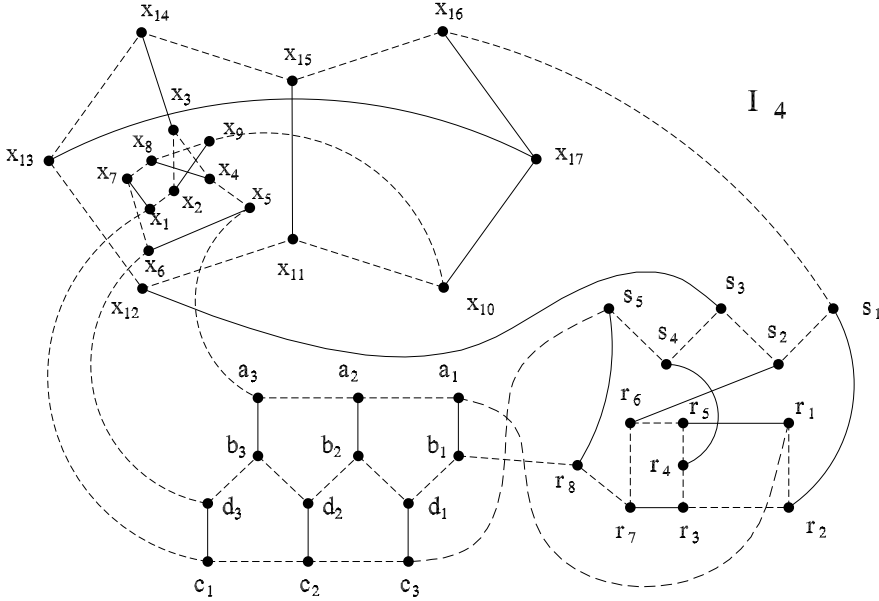 x14 x16
x15
I 4
x3
x8 x9
x13 x17
x7 x4
x2 x5
x1
x6
x11
x12 x10
s5 s3 s1
s4 s2
a3 a2 a1
r6 r5 r1
b3 b2 b1
r4
r8
d3 d2 d1
r7 r3 r2
c1 c2 c3